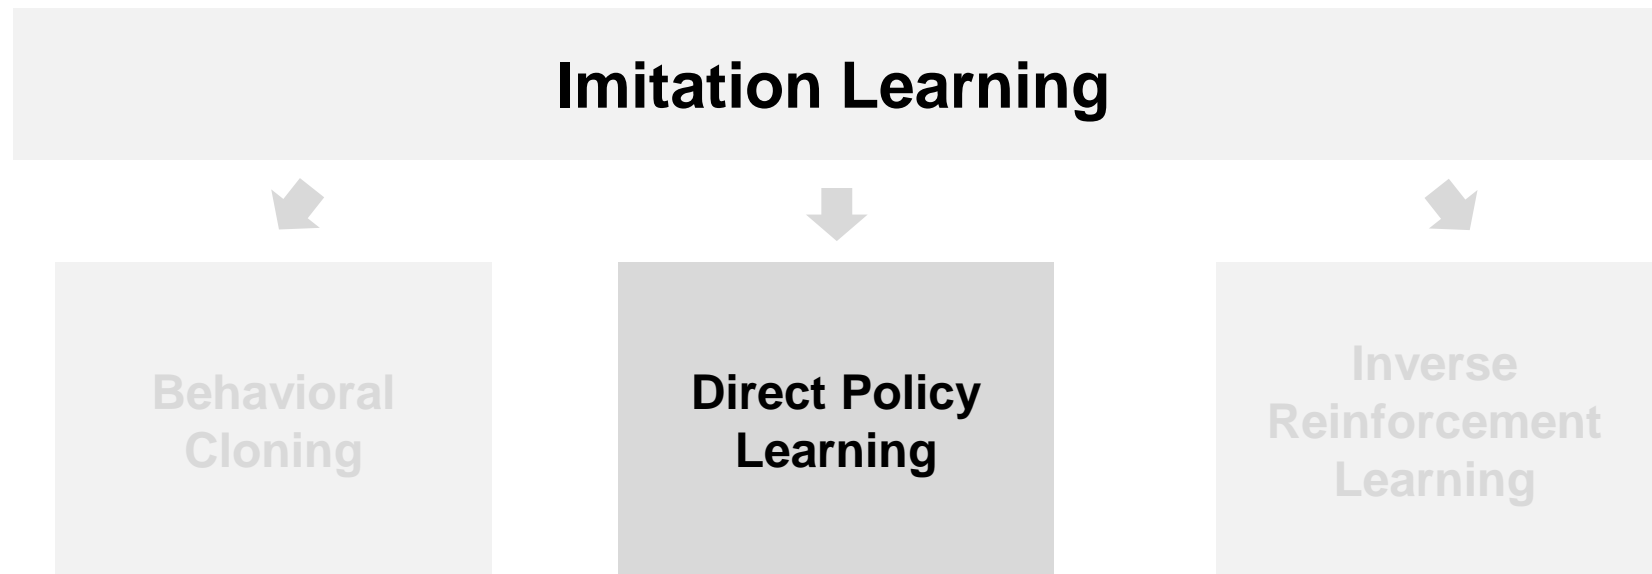 Imitation Learning
Behavioral
Cloning
Direct Policy
Learning
Inverse
Reinforcement
Learning